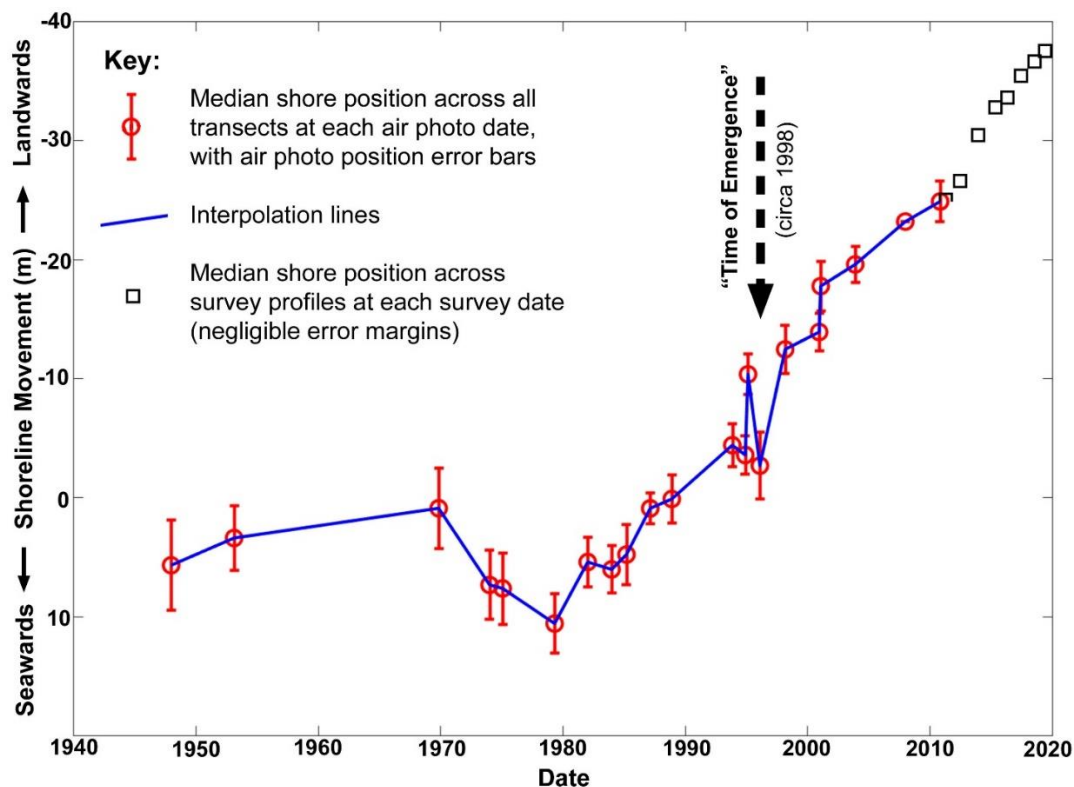 -40
-30
-20
-10
0
10
Seawards ← Shoreline Movement (m) → Landwards
Key:
Median shore position across all
transects at each air photo date,
with air photo position error bars
Interpolation lines
Median shore position across
survey profiles at each survey date
(negligible error margins)
“Time of Emergence”
(circa 1998)
1940 1950 1960 1970 1980 1990 2000 2010 2020
Date